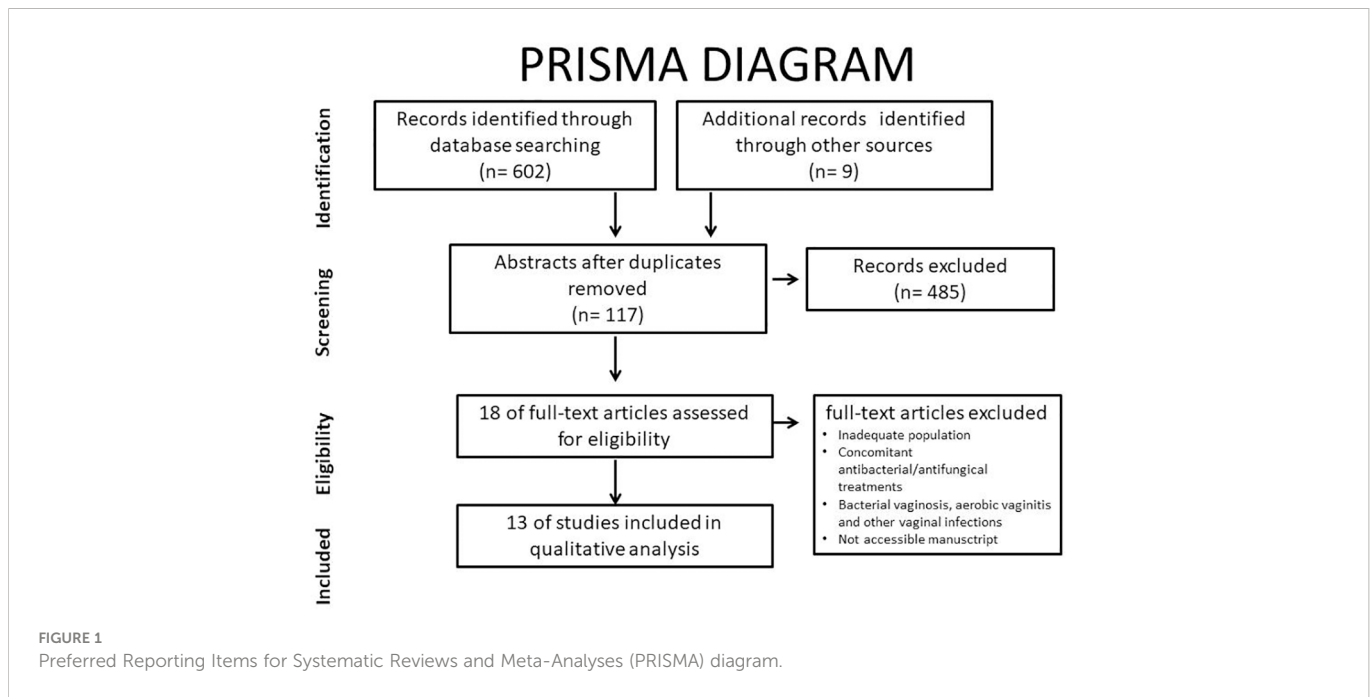 PRISMA DIAGRAM
Identification
Records identified through
database searching
(n= 602)
Additional records identified
through other sources
(n= 9)
Screening
Abstracts after duplicates
removed
(n= 117)
Records excluded
(n= 485)
Eligibility
18 of full-text articles assessed
for eligibility
full-text articles excluded
• Inadequate population
• Concomitant
antibacterial/antifungical
treatments
• Bacterial vaginosis, aerobic vaginitis
and other vaginal infections
• Not accessible manusctript
Included
13 of studies included in
qualitative analysis
FIGURE 1
Preferred Reporting Items for Systematic Reviews and Meta-Analyses (PRISMA) diagram.